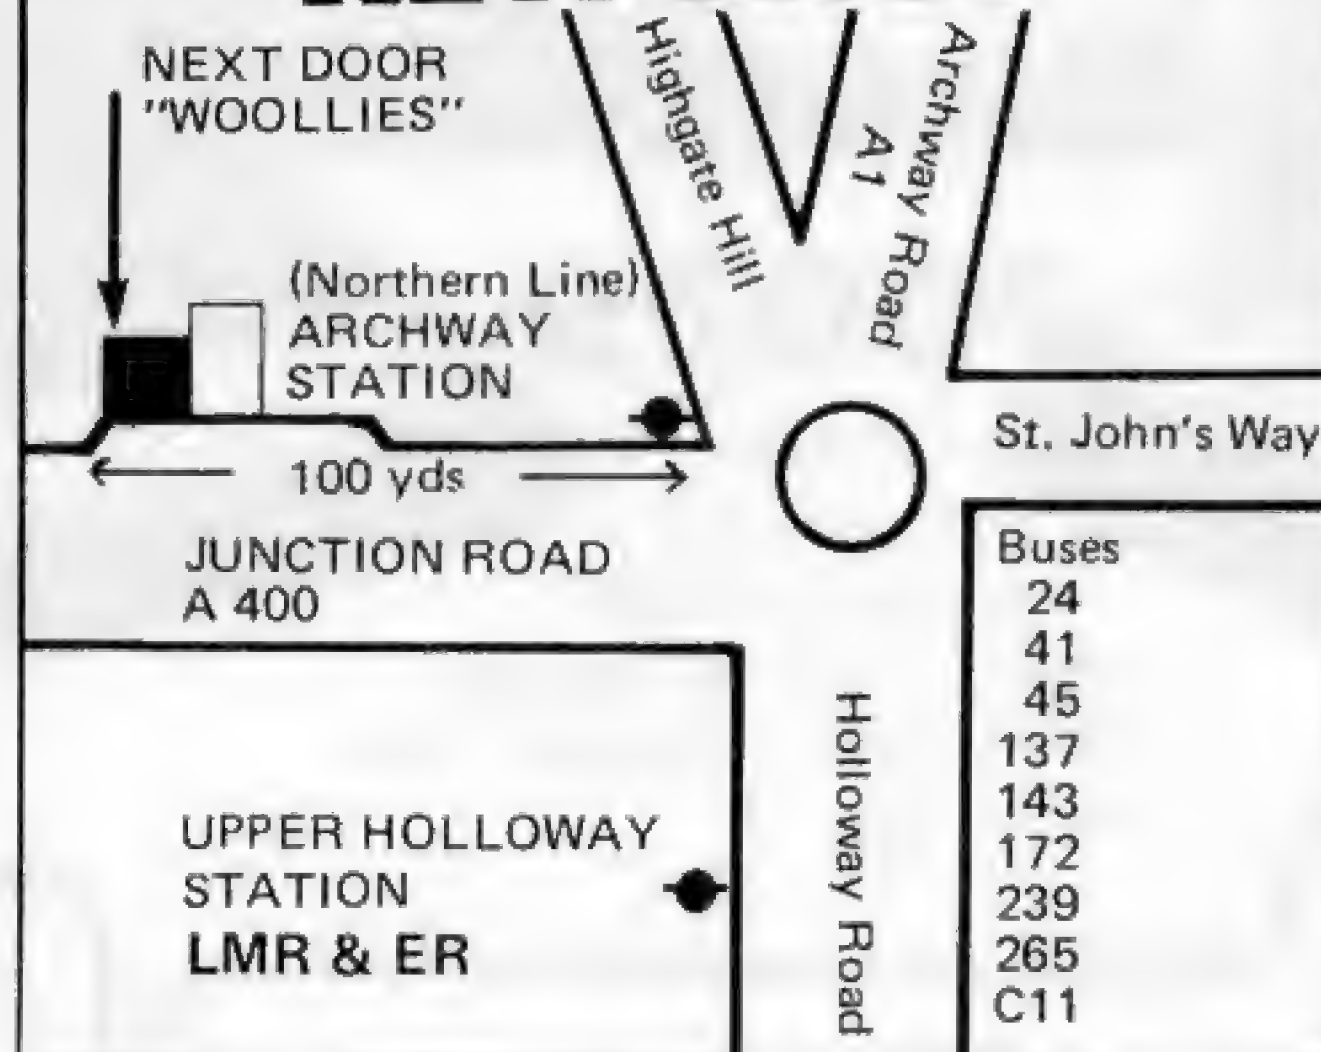 NEXT DOOR
"WOOLLIES"
Highgate Hill
Archway Road
A1
(Northern Line)
ARCHWAY
STATION
St. John's Way
100 yds
JUNCTION ROAD
A 400
Buses
24
41
45
137
143
172
239
265
C11
Holloway Road
UPPER HOLLOWAY
STATION
LMR & ER